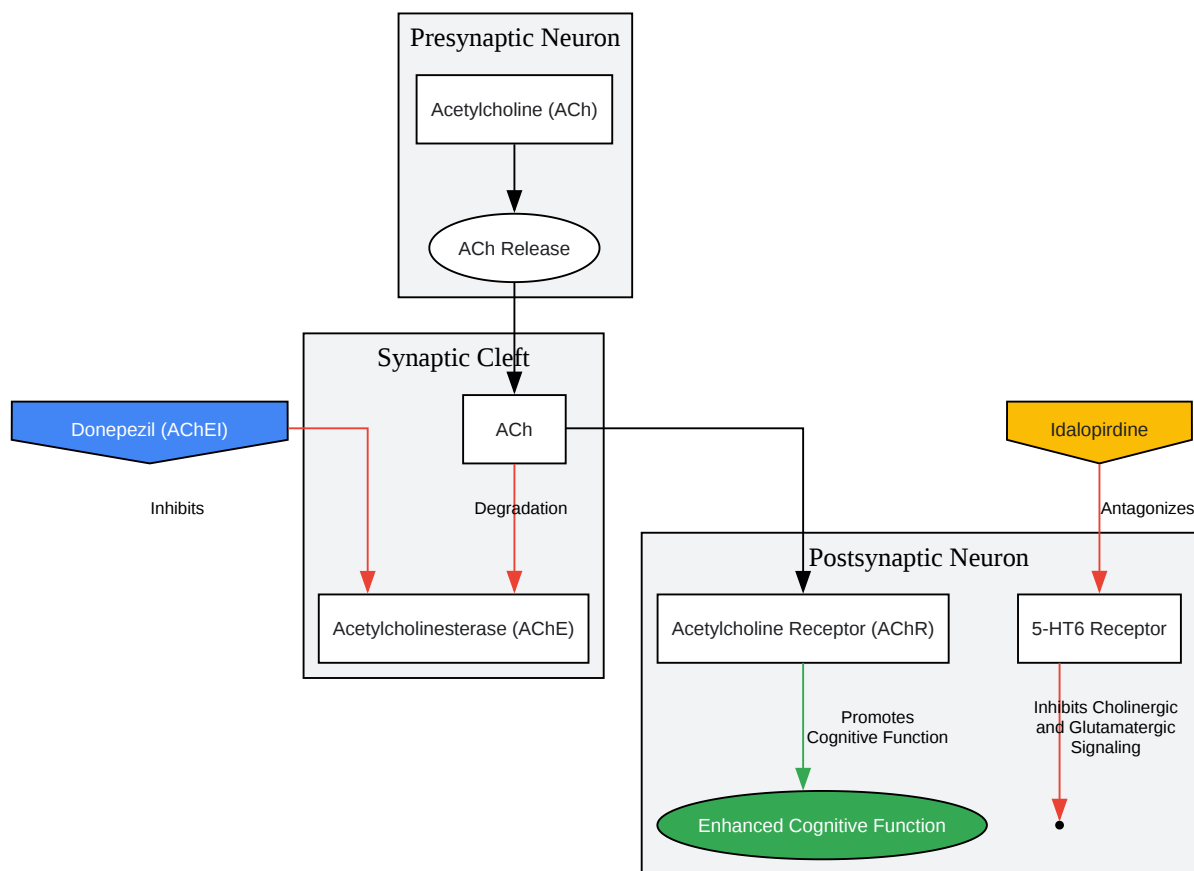 Presynaptic Neuron
Acetylcholine (ACh)
ACh Release
Synaptic Cleft
Donepezil (AChEI)
ACh
Idalopirdine
Inhibits
Degradation
Antagonizes
Postsynaptic Neuron
Acetylcholinesterase (AChE)
Acetylcholine Receptor (AChR)
5-HT6 Receptor
Promotes
Cognitive Function
Inhibits Cholinergic
and Glutamatergic
Signaling
Enhanced Cognitive Function